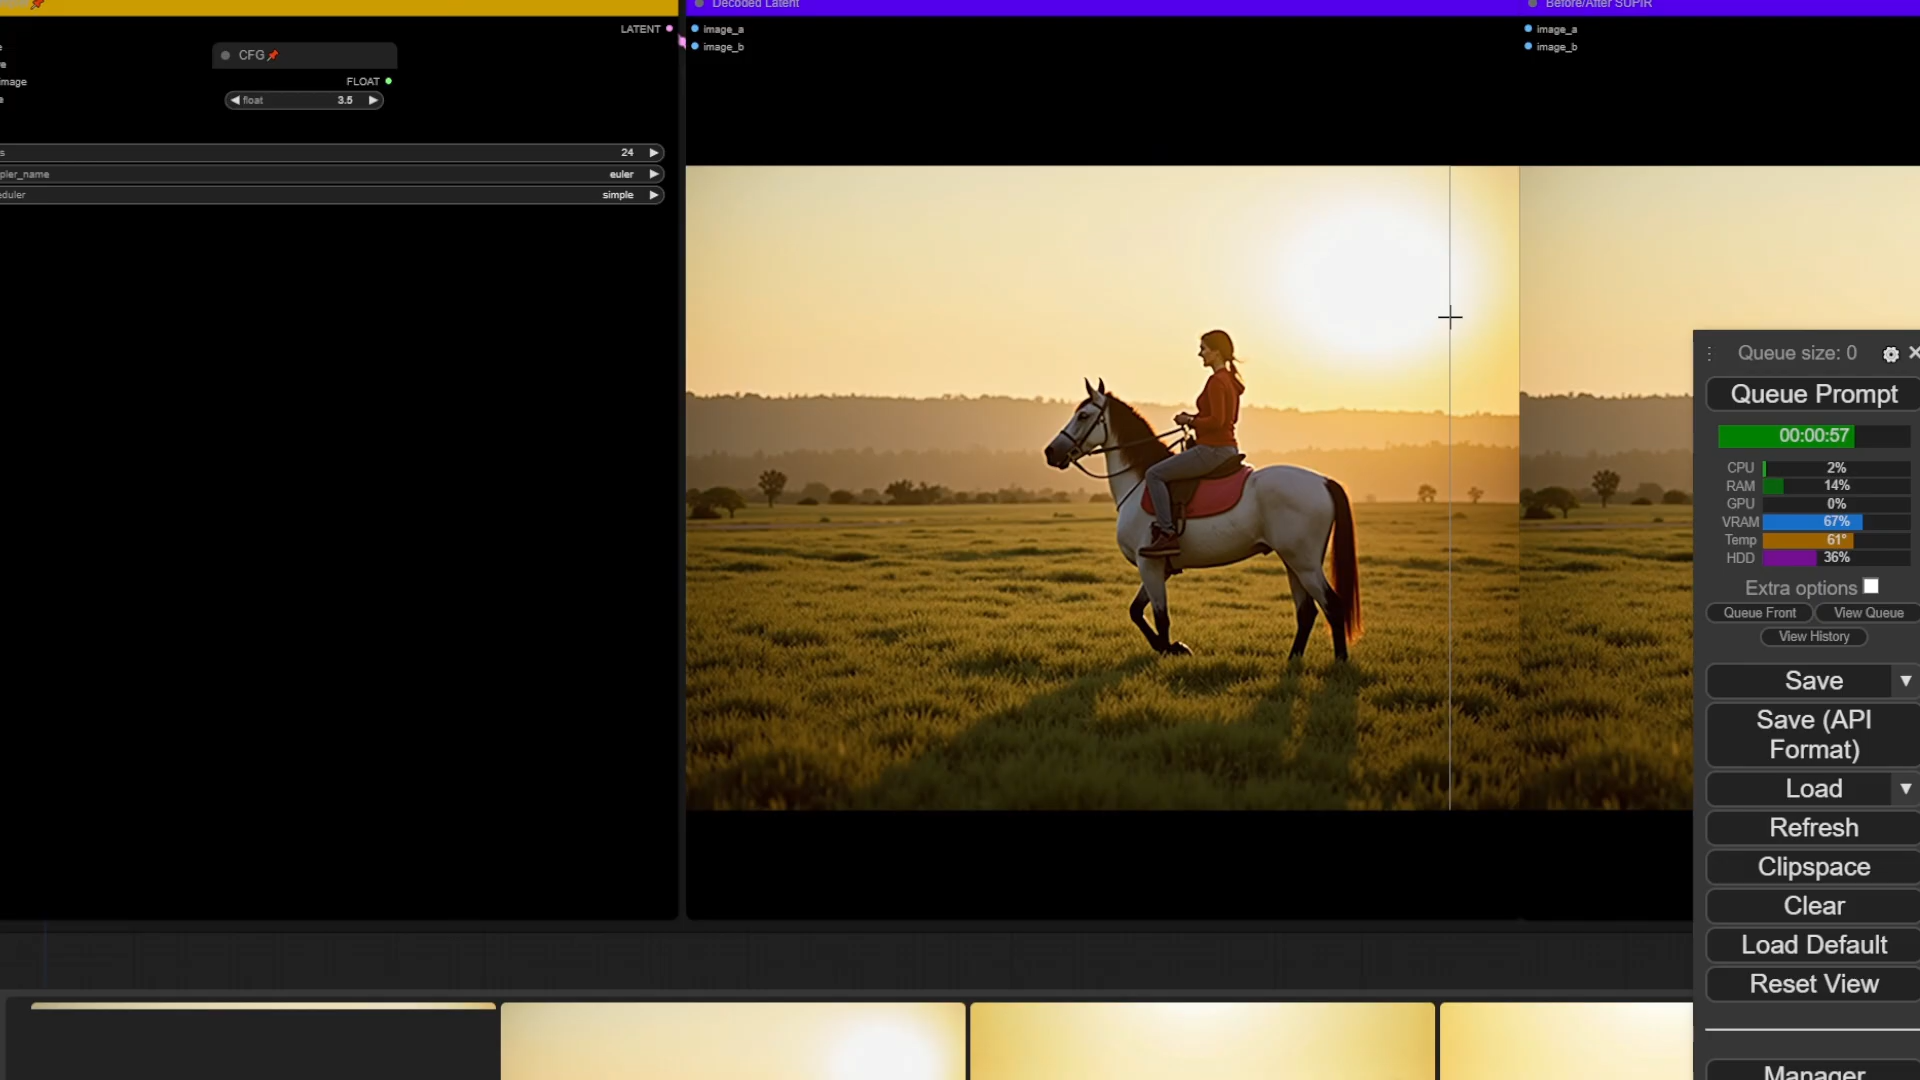 Decoded Latent
Before/After SUPIR
LATENT
image_a
image_b
image_a
image_b
CFG
FLOAT
image
float 3.5
24
pler_name euler
eduler simple
Queue size: 0
Queue Prompt
00:00:57
CPU 2%
RAM 14%
GPU 0%
VRAM 67%
Temp 61°
HDD 36%
Extra options
Queue Front View Queue
View History
Save
Save (API
Format)
Load
Refresh
Clipspace
Clear
Load Default
Reset View
Manager